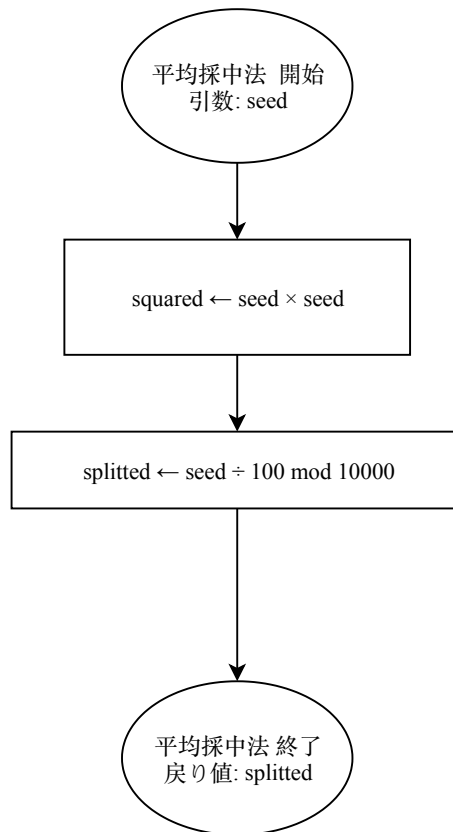 平均採中法 開始
引数: seed
squared ← seed × seed
splitted ← seed ÷ 100 mod 10000
平均採中法 終了
戻り値: splitted